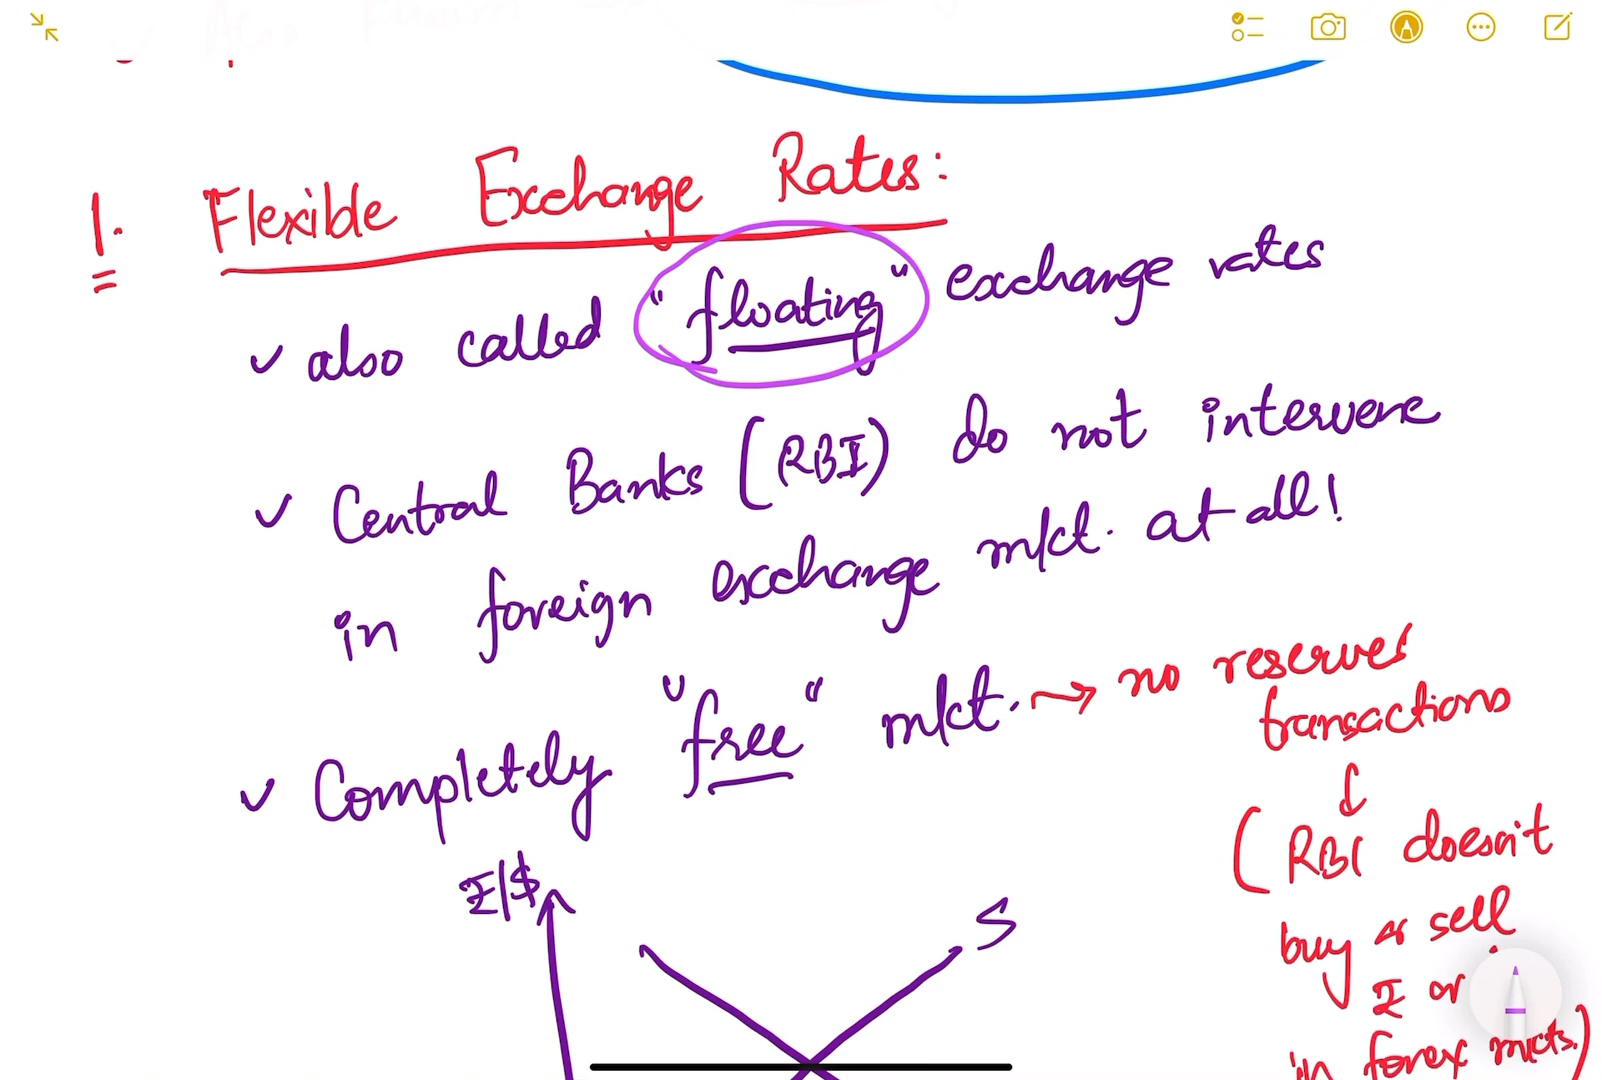 1. Flexible Exchange Rates:
✓ also called "floating" exchange rates
✓ Central Banks (RBI) do not intervene
in foreign exchange mkt. at all!
✓ Completely "free" mkt. → no reserves
transactions
↓
(RBI doesn't
buy or sell
₹ or
in forex mkts.)
₹/$
S